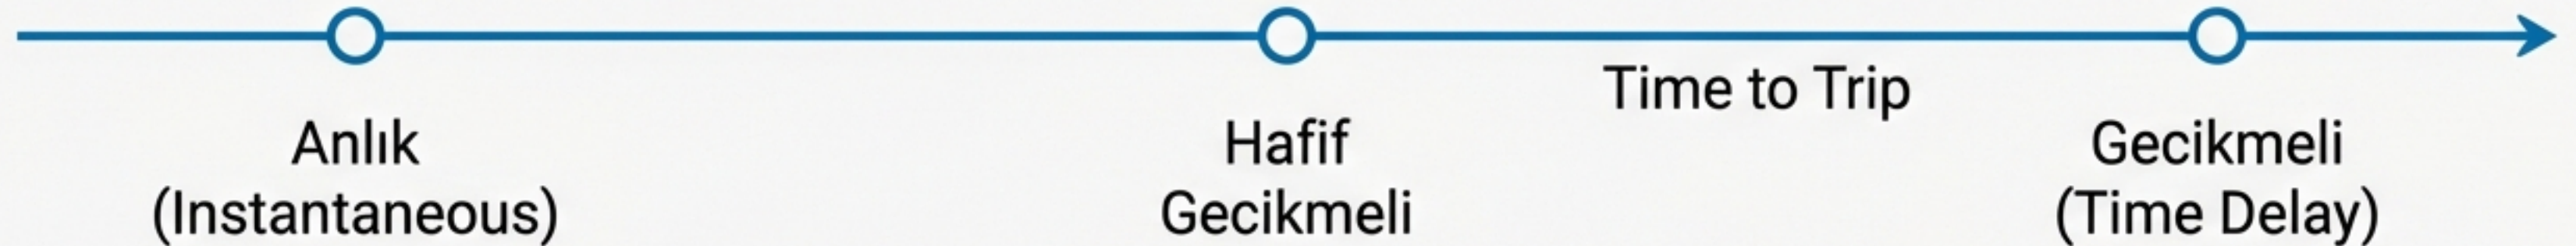 Time to Trip
Anlık
(Instantaneous)
Hafif
Gecikmeli
Gecikmeli
(Time Delay)